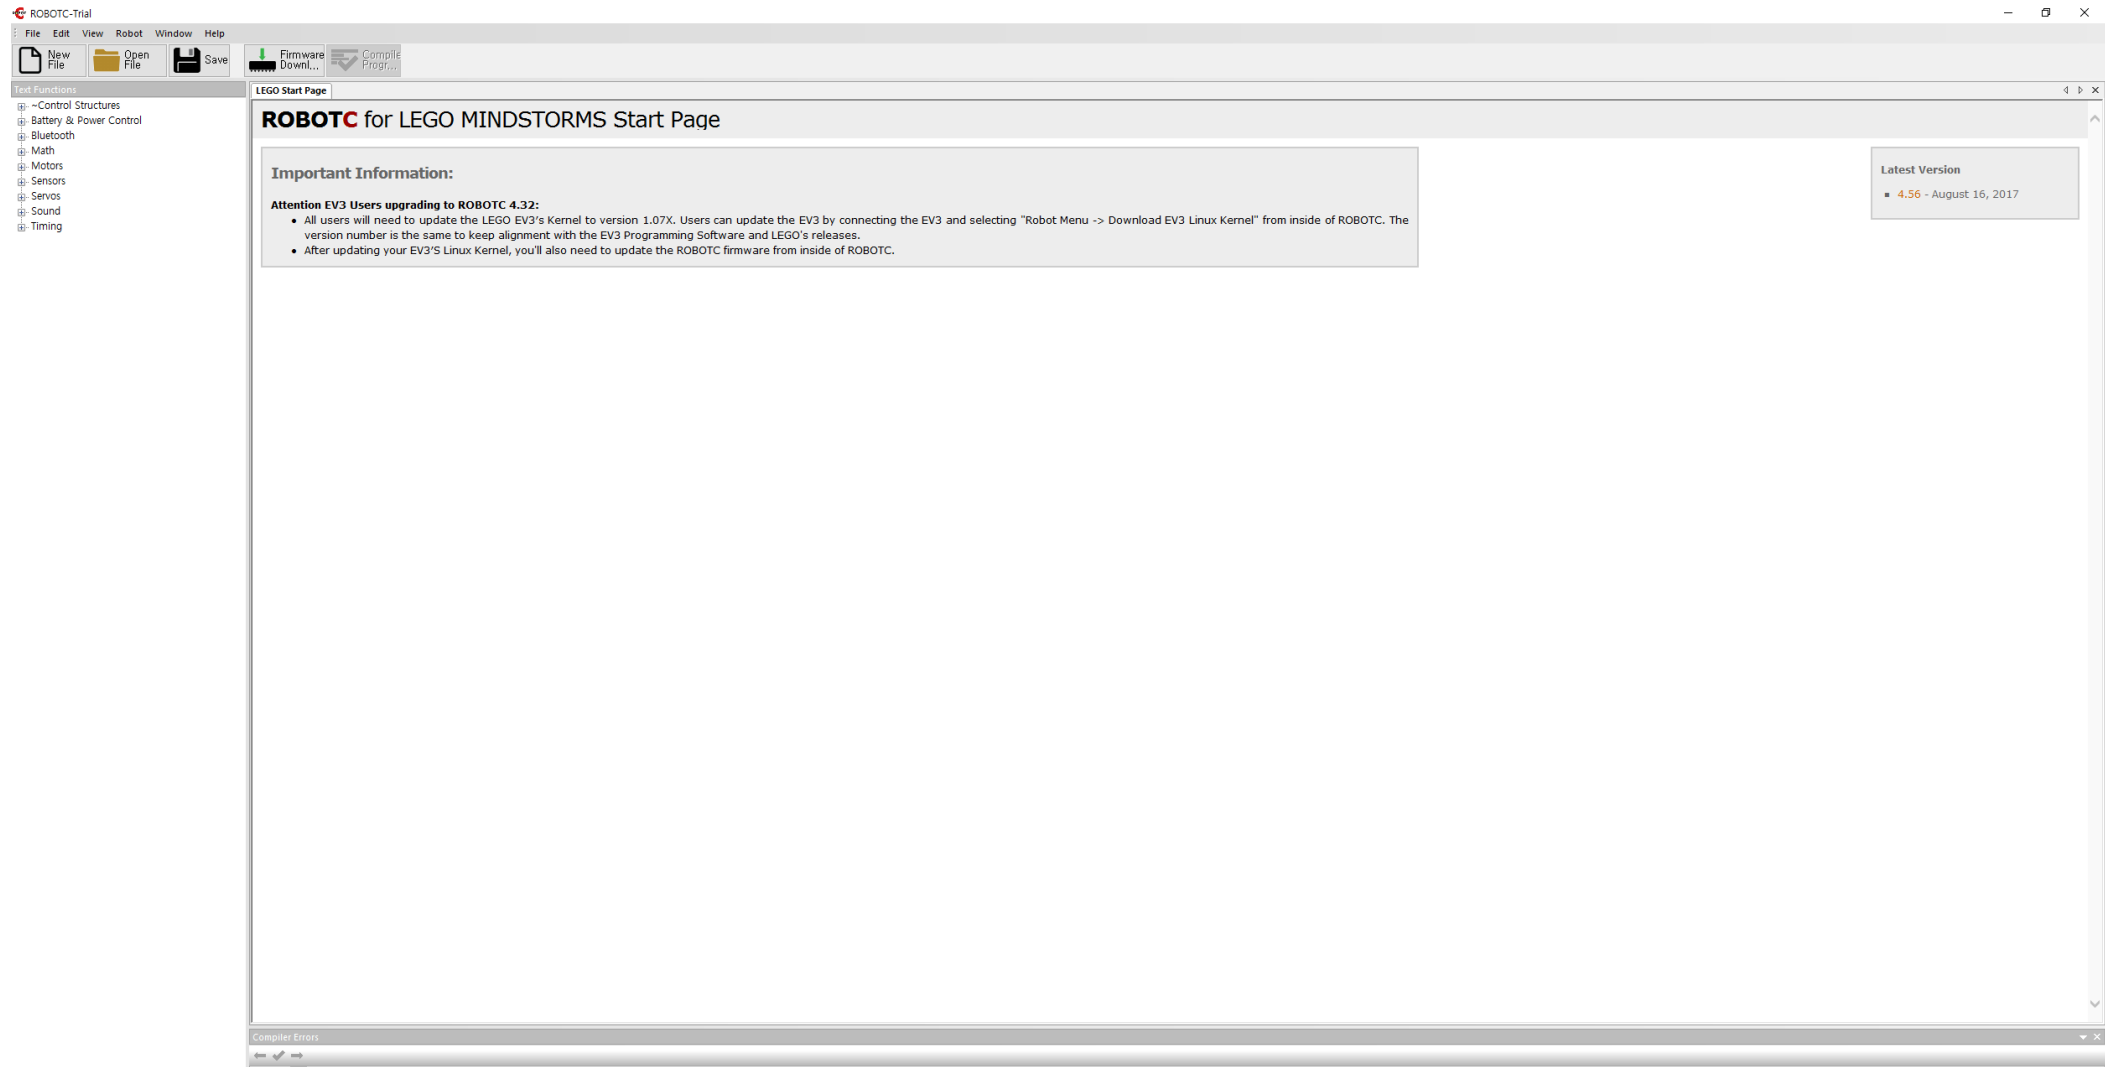 ROBOTC-Trial
File Edit View Robot Window Help
New File
Open File
Save
Firmware Downl...
Compile Progr...
Text Functions
~Control Structures
Battery & Power Control
Bluetooth
Math
Motors
Sensors
Servos
Sound
Timing
LEGO Start Page
ROBOTC for LEGO MINDSTORMS Start Page
Important Information:
Attention EV3 Users upgrading to ROBOTC 4.32:
All users will need to update the LEGO EV3's Kernel to version 1.07X. Users can update the EV3 by connecting the EV3 and selecting "Robot Menu -> Download EV3 Linux Kernel" from inside of ROBOTC. The
version number is the same to keep alignment with the EV3 Programming Software and LEGO's releases.
After updating your EV3'S Linux Kernel, you'll also need to update the ROBOTC firmware from inside of ROBOTC.
Latest Version
4.56 - August 16, 2017
Compiler Errors